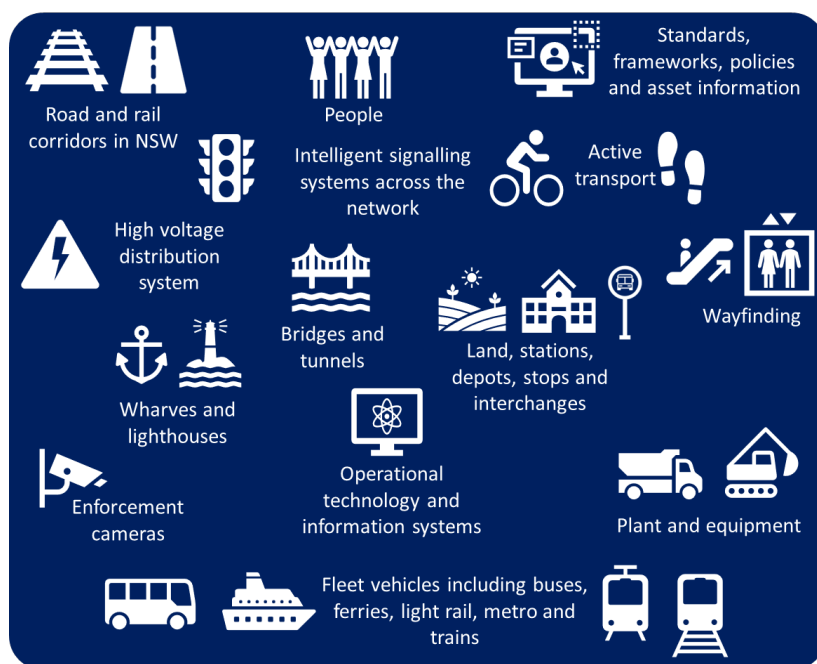 Road and rail
corridors in NSW
People
Standards,
frameworks, policies
and asset information
Intelligent signalling
systems across the
network
Active
transport
High voltage
distribution
system
Bridges and
tunnels
Land, stations,
depots, stops and
interchanges
Wayfinding
Wharves and
lighthouses
Operational
technology and
information systems
Enforcement
cameras
Plant and equipment
Fleet vehicles including buses,
ferries, light rail, metro and
trains